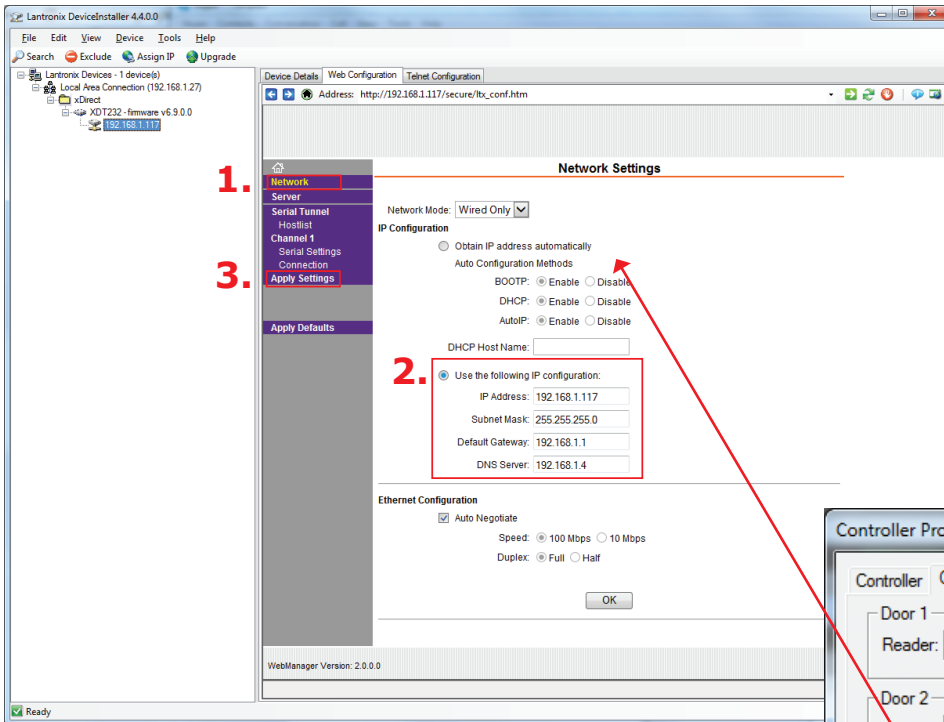 Lantronix DeviceInstaller 4.4.0.0
File Edit View Device Tools Help
Search Exclude Assign IP Upgrade
Lantronix Devices - 1 device(s)
Local Area Connection (192.168.1.27)
xDirect
XDT232 - firmware v6.9.0.0
192.168.1.117
Device Details Web Configuration Telnet Configuration
Address: http://192.168.1.117/secure/ltx_conf.htm
Network Settings
1.
Network
Server
Serial Tunnel
Hostlist
Channel 1
Serial Settings
Connection
3.
Apply Settings
Apply Defaults
Network Mode: Wired Only
IP Configuration
Obtain IP address automatically
Auto Configuration Methods
BOOTP: Enable Disable
DHCP: Enable Disable
AutoIP: Enable Disable
DHCP Host Name:
2.
Use the following IP configuration:
IP Address: 192.168.1.117
Subnet Mask: 255.255.255.0
Default Gateway: 192.168.1.1
DNS Server: 192.168.1.4
Ethernet Configuration
Auto Negotiate
Speed: 100 Mbps 10 Mbps
Duplex: Full Half
OK
WebManager Version: 2.0.0.0
Ready
Controller Pro
Controller
Door 1
Reader:
Door 2